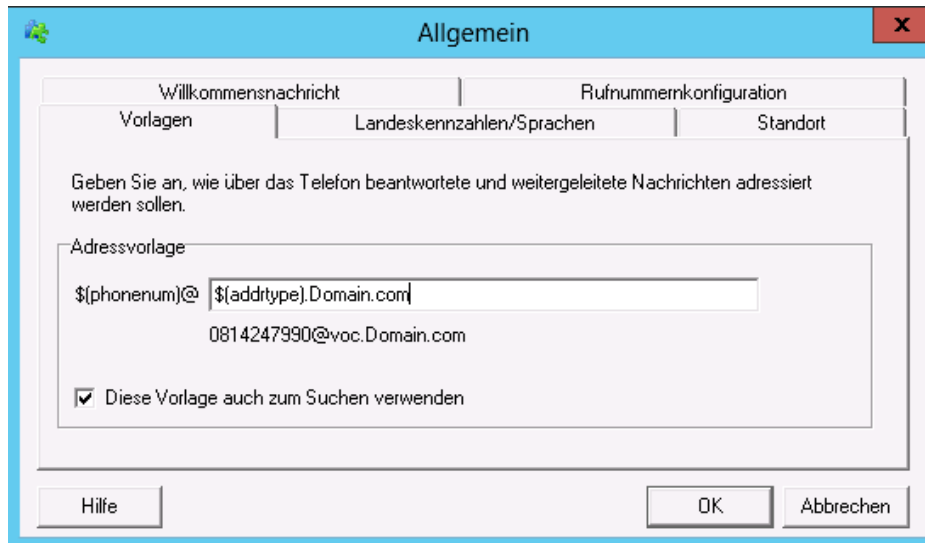 Allgemein
x
Willkommensnachricht
Rufnummernkonfiguration
Vorlagen
Landeskennzahlen/Sprachen
Standort
Geben Sie an, wie über das Telefon beantwortete und weitergeleitete Nachrichten adressiert
werden sollen.
Adressvorlage
$(phonenum)@ $(addrtype).Domain.com
0814247990@voc.Domain.com
Diese Vorlage auch zum Suchen verwenden
Hilfe
OK
Abbrechen